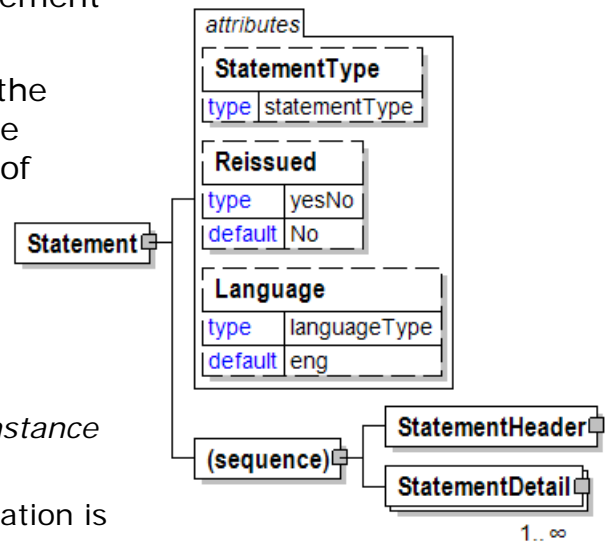 ement
the
e
of
nstance
ation is
attributes
StatementType
type statementType
Reissued
type yesNo
default No
Statement
Language
type languageType
default eng
(sequence)
StatementHeader
StatementDetail
1.. ∞